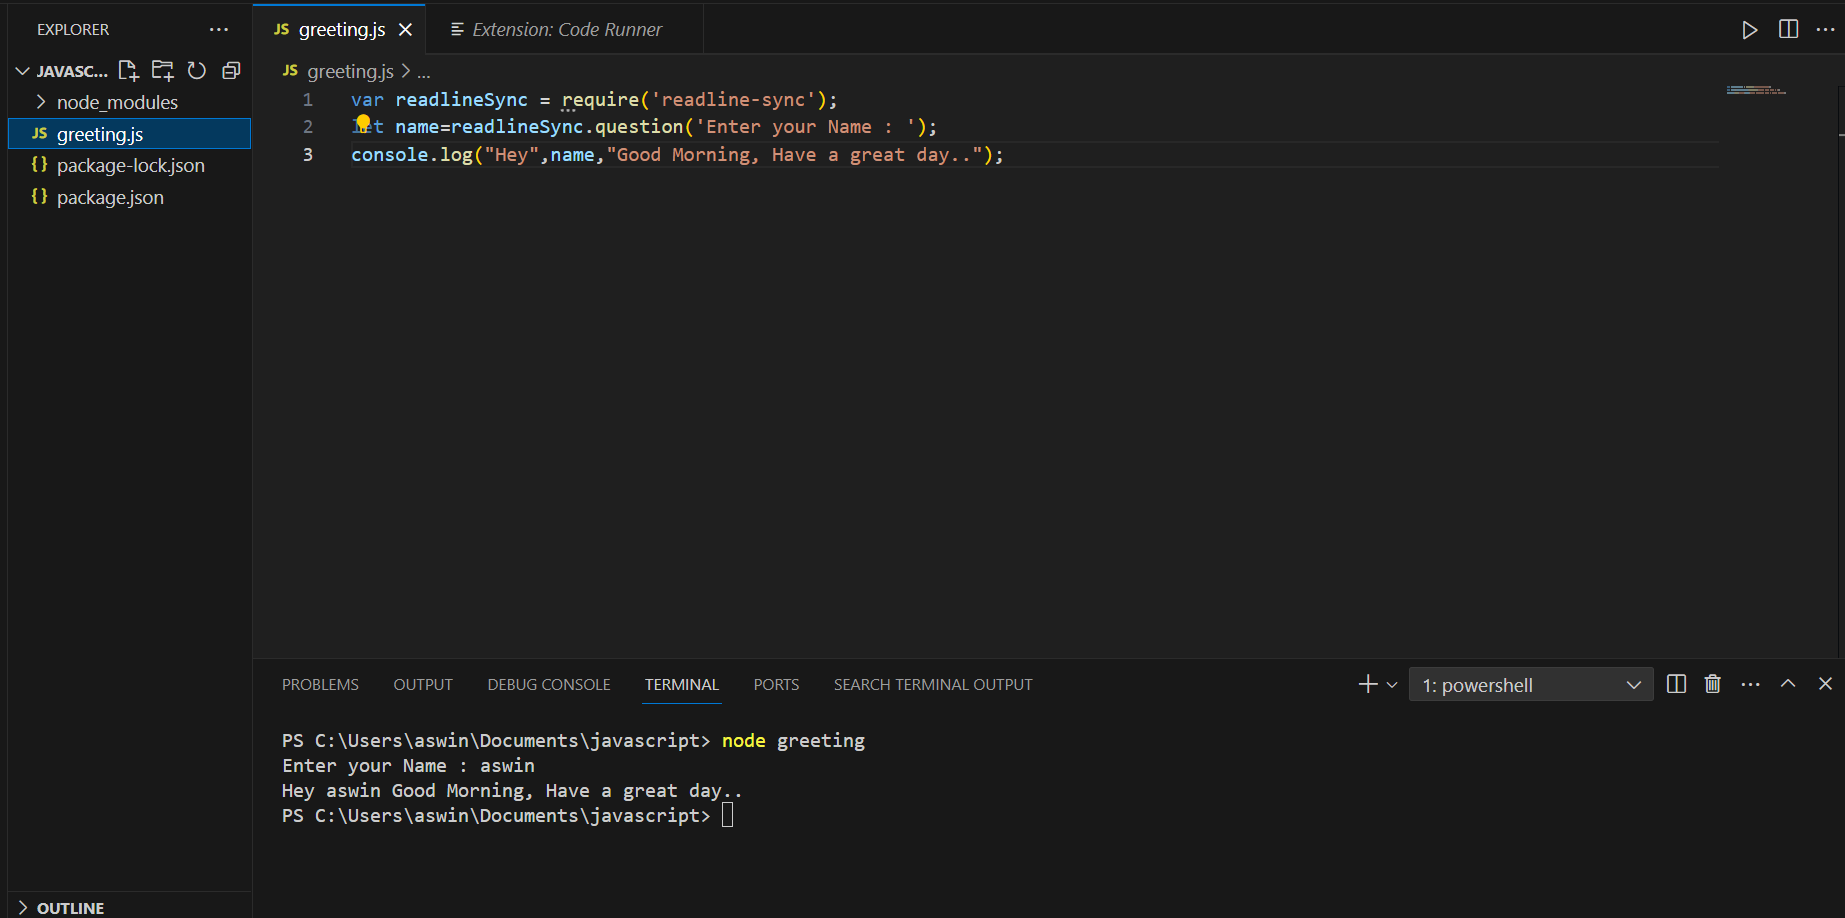 EXPLORER
JAVASC...
node_modules
JS greeting.js
{} package-lock.json
{} package.json
OUTLINE
JS greeting.js
Extension: Code Runner
JS greeting.js > ...
1 var readlineSync = require('readline-sync');
2 let name=readlineSync.question('Enter your Name : ');
3 console.log("Hey",name,"Good Morning, Have a great day..");
PROBLEMS OUTPUT DEBUG CONSOLE TERMINAL PORTS SEARCH TERMINAL OUTPUT
1: powershell
PS C:\Users\aswin\Documents\javascript> node greeting
Enter your Name : aswin
Hey aswin Good Morning, Have a great day..
PS C:\Users\aswin\Documents\javascript>